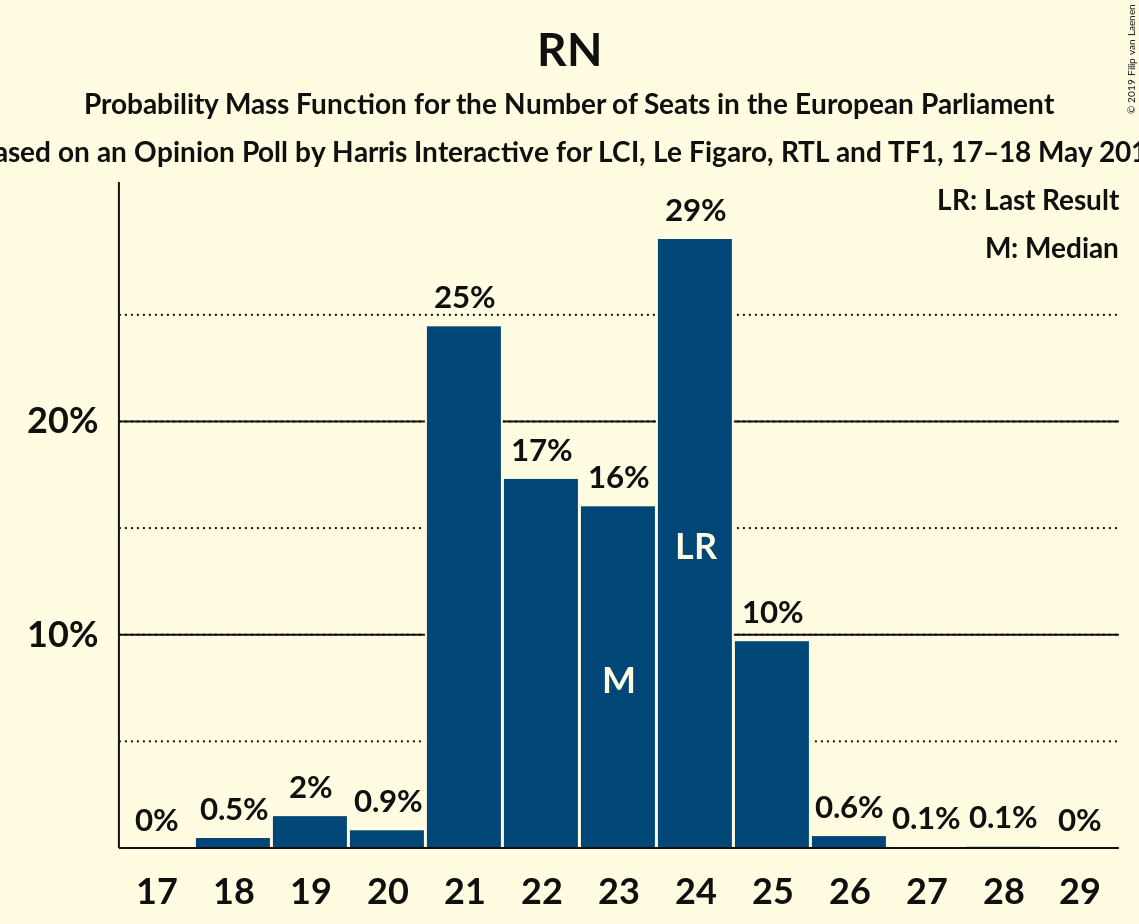 RN
Probability Mass Function for the Number of Seats in the European Parliament
ased on an Opinion Poll by Harris Interactive for LCI, Le Figaro, RTL and TF1, 17–18 May 201
© 2019 Filip van Laenen
LR: Last Result
M: Median
29%
25%
20%
17%
16%
LR
10%
10%
M
0% 0.5% 2% 0.9% 0.6% 0.1% 0.1% 0%
17 18 19 20 21 22 23 24 25 26 27 28 29